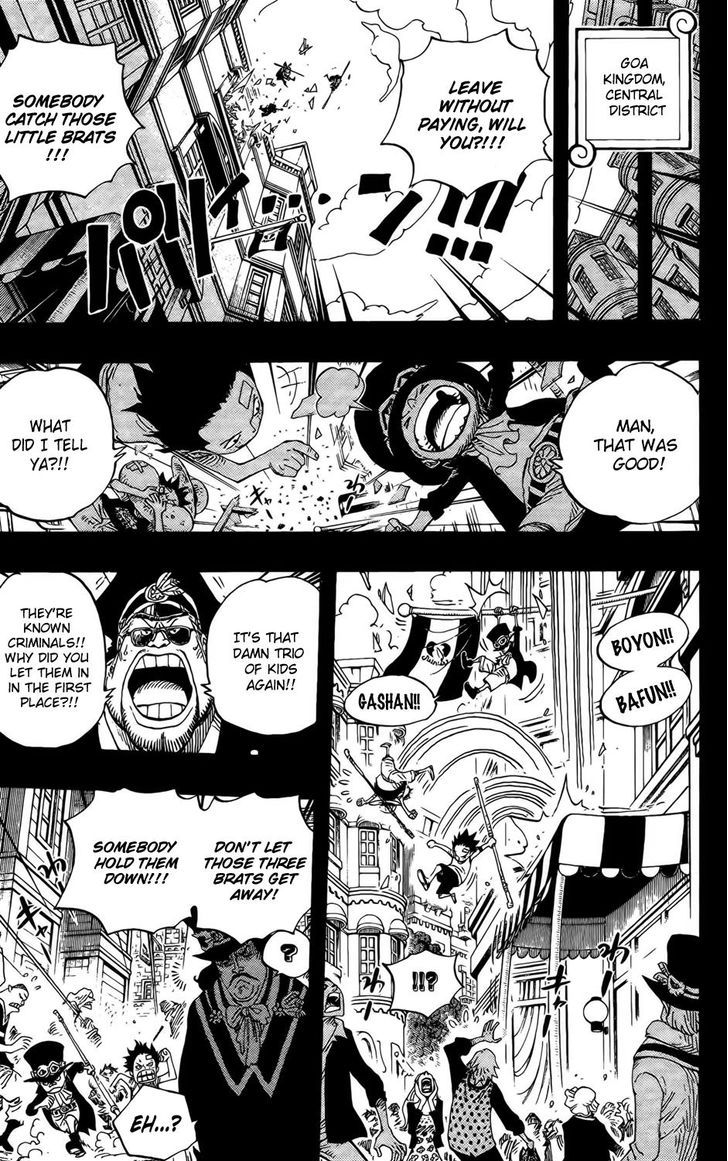 GOA
KINGDOM,
CENTRAL
DISTRICT
LEAVE
WITHOUT
PAYING, WILL
YOU?!!!
SOMEBODY
CATCH THOSE
LITTLE BRATS
!!!
パリイーン!!!
MAN,
THAT WAS
GOOD!
WHAT
DID I TELL
YA?!!
BOYON!!
BAFUN!!
GASHAN!!
!!?
IT'S THAT
DAMN TRIO
OF KIDS
AGAIN!!
THEY'RE
KNOWN
CRIMINALS!!
WHY DID YOU
LET THEM IN
IN THE FIRST
PLACE?!!
DON'T LET
THOSE THREE
BRATS GET
AWAY!
SOMEBODY
HOLD THEM
DOWN!!!
?
EH...?